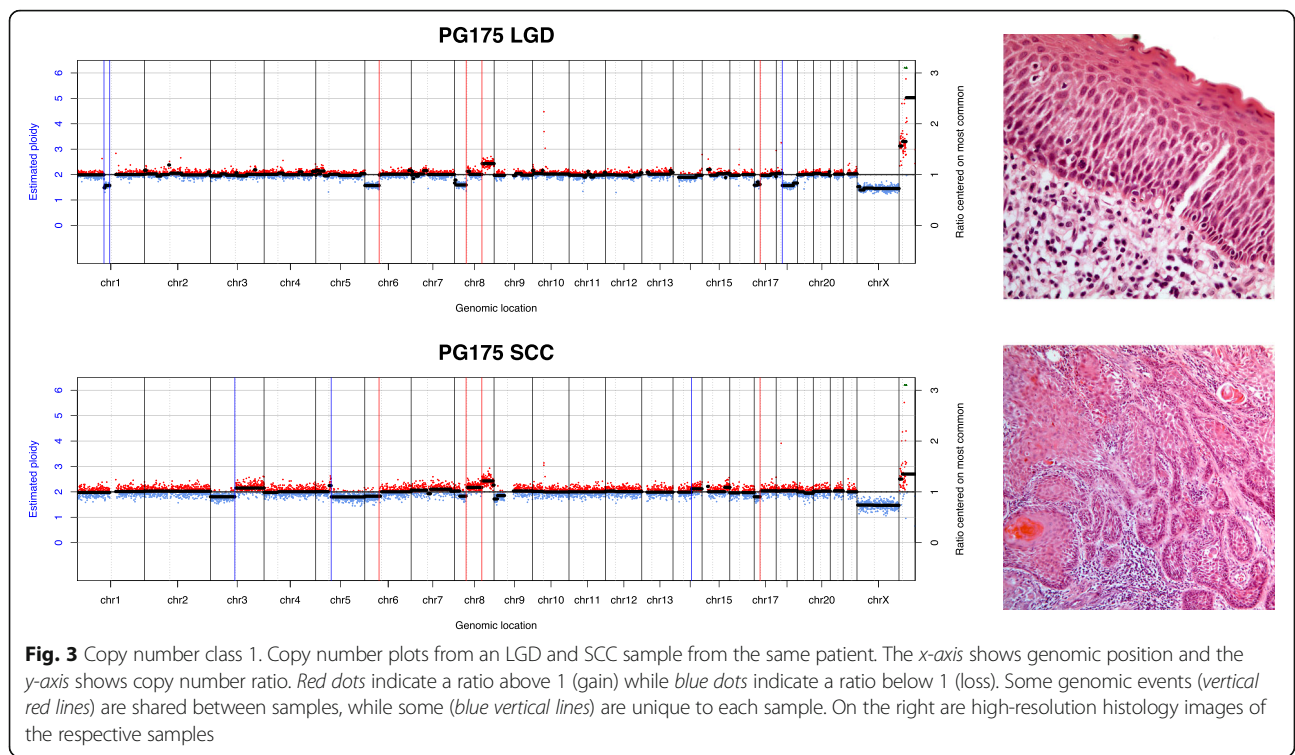 PG175 LGD
6
5
4
3
2
1
0
Estimated ploidy
3
2
1
0
Ratio centered on most common
chr1 chr2 chr3 chr4 chr5 chr6 chr7 chr8 chr9 chr10 chr11 chr12 chr13 chr15 chr17 chr20 chrX
Genomic location
PG175 SCC
6
5
4
3
2
1
0
Estimated ploidy
3
2
1
0
Ratio centered on most common
chr1 chr2 chr3 chr4 chr5 chr6 chr7 chr8 chr9 chr10 chr11 chr12 chr13 chr15 chr17 chr20 chrX
Genomic location
Fig. 3 Copy number class 1. Copy number plots from an LGD and SCC sample from the same patient. The x-axis shows genomic position and the
y-axis shows copy number ratio. Red dots indicate a ratio above 1 (gain) while blue dots indicate a ratio below 1 (loss). Some genomic events (vertical
red lines) are shared between samples, while some (blue vertical lines) are unique to each sample. On the right are high-resolution histology images of
the respective samples